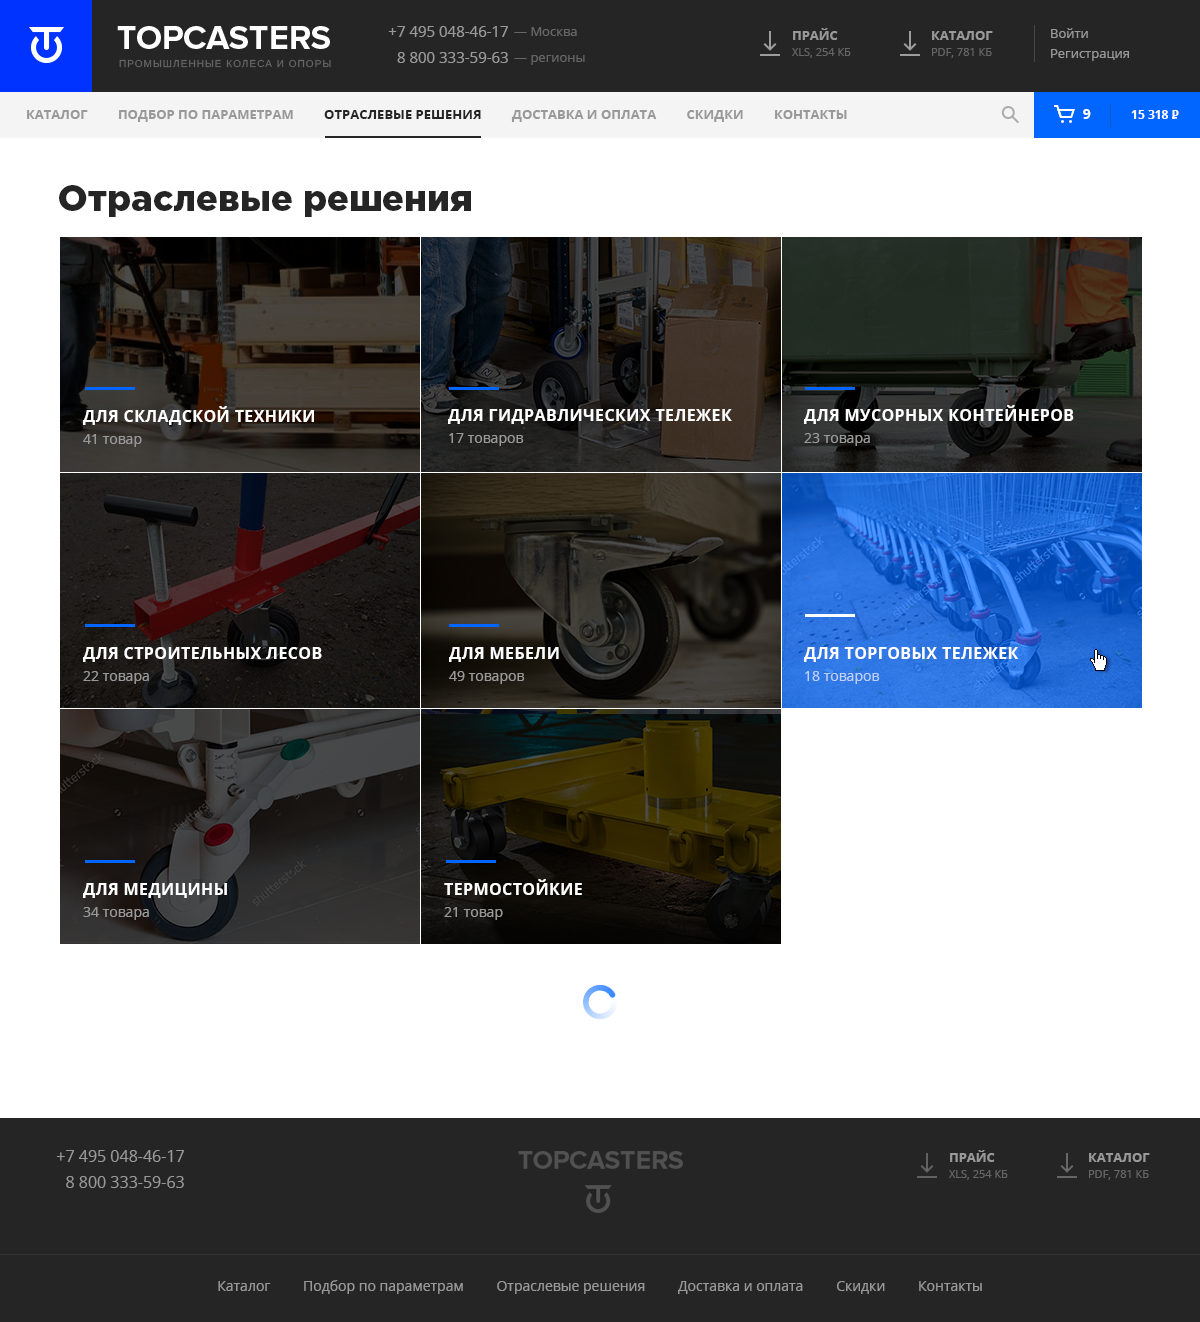 TOPCASTERS
ПРОМЫШЛЕННЫЕ КОЛЕСА И ОПОРЫ
+7 495 048-46-17 — Москва
8 800 333-59-63 — регионы
ПРАЙС
XLS, 254 КБ
КАТАЛОГ
PDF, 781 КБ
Войти
Регистрация
КАТАЛОГ ПОДБОР ПО ПАРАМЕТРАМ ОТРАСЛЕВЫЕ РЕШЕНИЯ ДОСТАВКА И ОПЛАТА СКИДКИ КОНТАКТЫ 9 15 318 ₽
Отраслевые решения
ДЛЯ СКЛАДСКОЙ ТЕХНИКИ
41 товар
ДЛЯ ГИДРАВЛИЧЕСКИХ ТЕЛЕЖЕК
17 товаров
ДЛЯ МУСОРНЫХ КОНТЕЙНЕРОВ
23 товара
ДЛЯ СТРОИТЕЛЬНЫХ ЛЕСОВ
22 товара
ДЛЯ МЕБЕЛИ
49 товаров
shutterstock
shutterstock
ДЛЯ ТОРГОВЫХ ТЕЛЕЖЕК
18 товаров
shutterstock
shutterstock
shutterstock
ДЛЯ МЕДИЦИНЫ
34 товара
ТЕРМОСТОЙКИЕ
21 товар
+7 495 048-46-17
8 800 333-59-63
TOPCASTERS
ПРАЙС
XLS, 254 КБ
КАТАЛОГ
PDF, 781 КБ
Каталог Подбор по параметрам Отраслевые решения Доставка и оплата Скидки Контакты